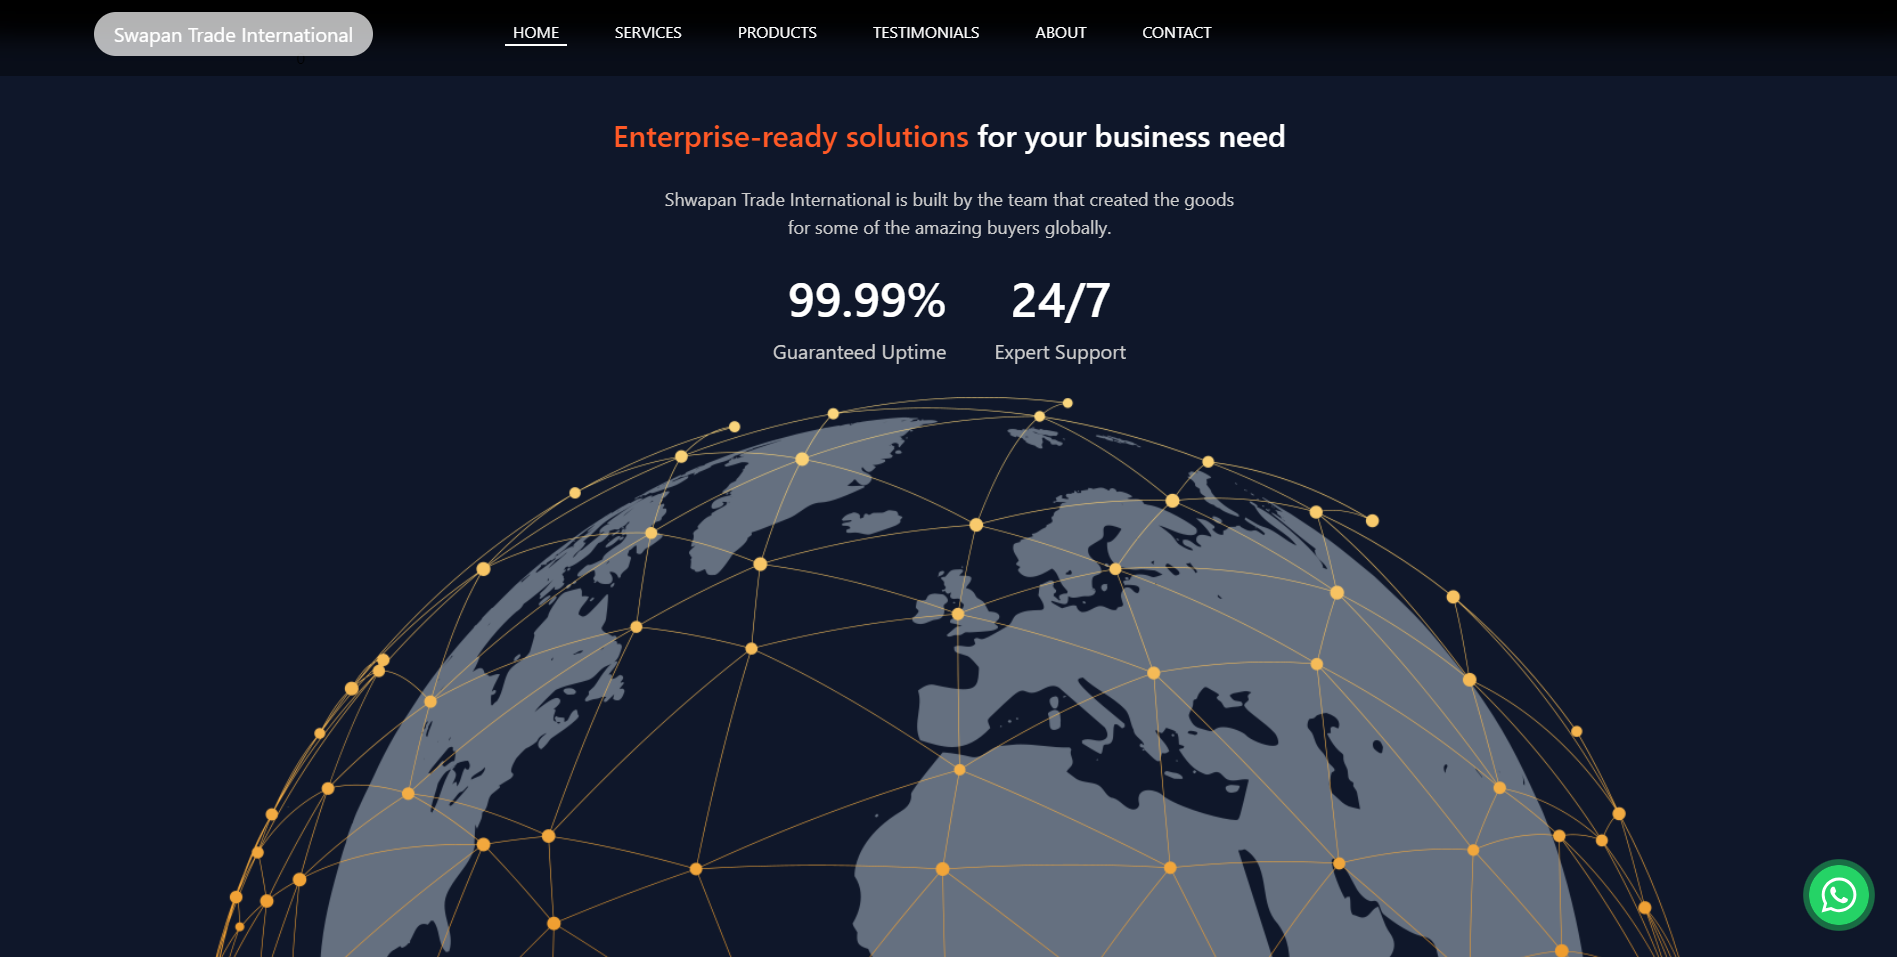 Swapan Trade International
HOME SERVICES PRODUCTS TESTIMONIALS ABOUT CONTACT
Enterprise-ready solutions for your business need
Shwapan Trade International is built by the team that created the goods
for some of the amazing buyers globally.
99.99% 24/7
Guaranteed Uptime Expert Support